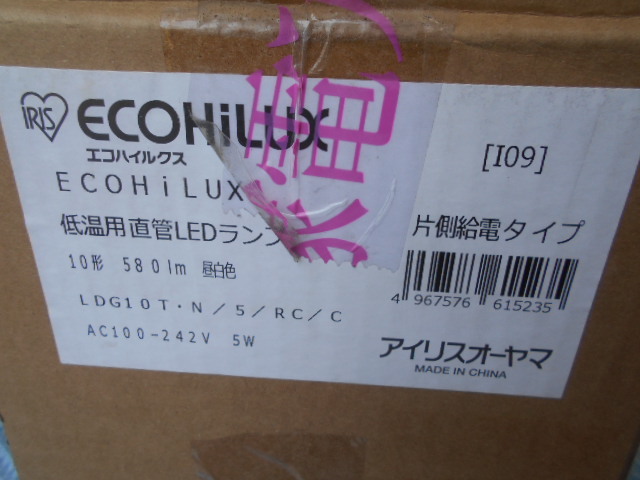 IRIS ECOHiLUX
エコハイルクス
[I09]
ECOHiLUX
低温用直管LEDランプ
片側給電タイプ
10形 580lm 昼白色
LDG10T・N/5/RC/C
4 967576 615235
AC100-242V 5W
アイリスオーヤマ
MADE IN CHINA
電